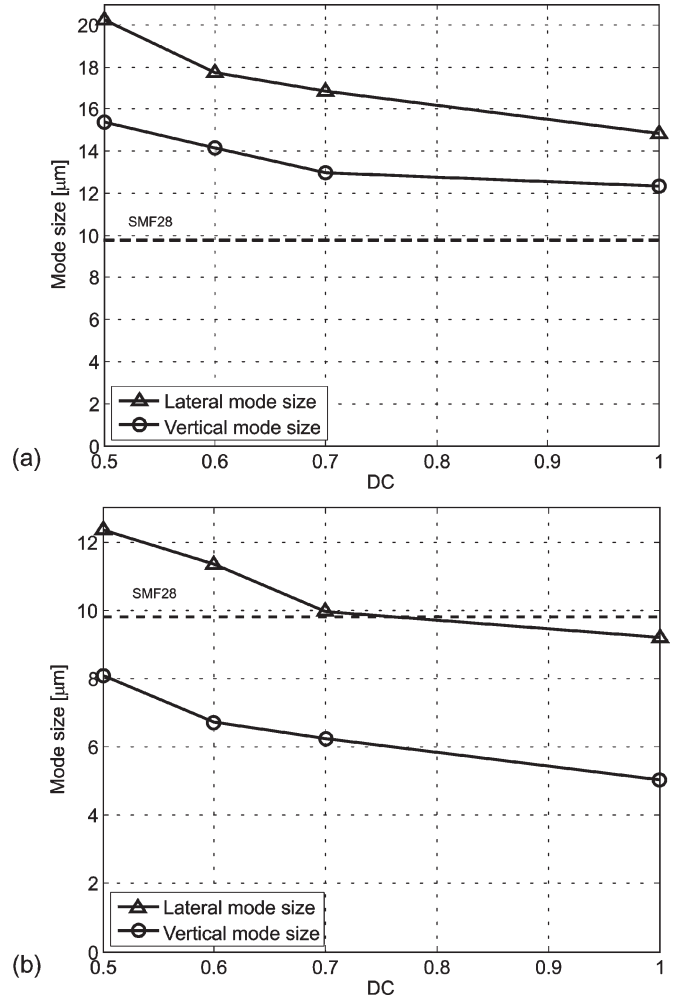 20
18
16
14
12
10
8
6
4
2
0
Mode size [μm]
SMF28
Lateral mode size
Vertical mode size
0.5 0.6 0.7 0.8 0.9 1
DC
(a)
12
10
8
6
4
2
0
Mode size [μm]
SMF28
Lateral mode size
Vertical mode size
0.5 0.6 0.7 0.8 0.9 1
DC
(b)